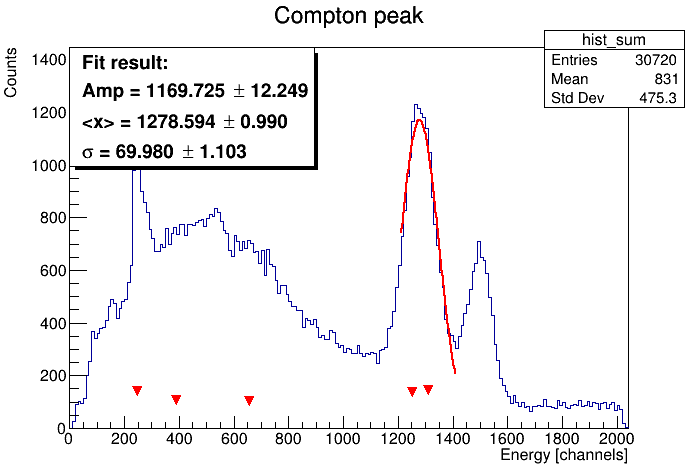 Compton peak
hist_sum
Entries 30720
Mean 831
Std Dev 475.3
Fit result:
Amp = 1169.725 ± 12.249
<x> = 1278.594 ± 0.990
σ = 69.980 ± 1.103
Counts
1400
1200
1000
800
600
400
200
0
0 200 400 600 800 1000 1200 1400 1600 1800 2000
Energy [channels]